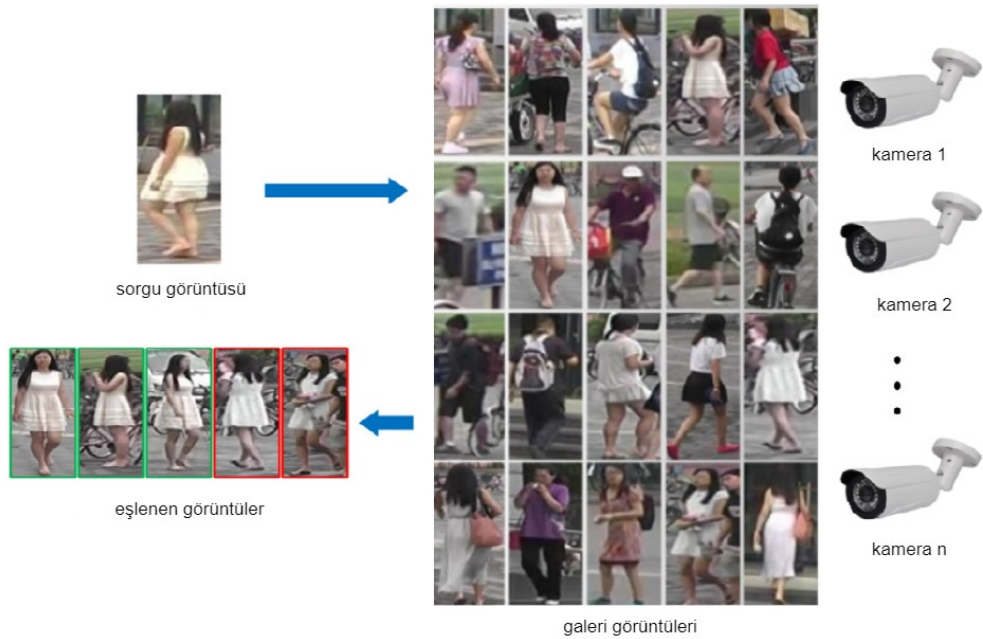 kamera 1
sorgu görüntüsü
kamera 2
eşlenen görüntüler
kamera n
galeri görüntüleri